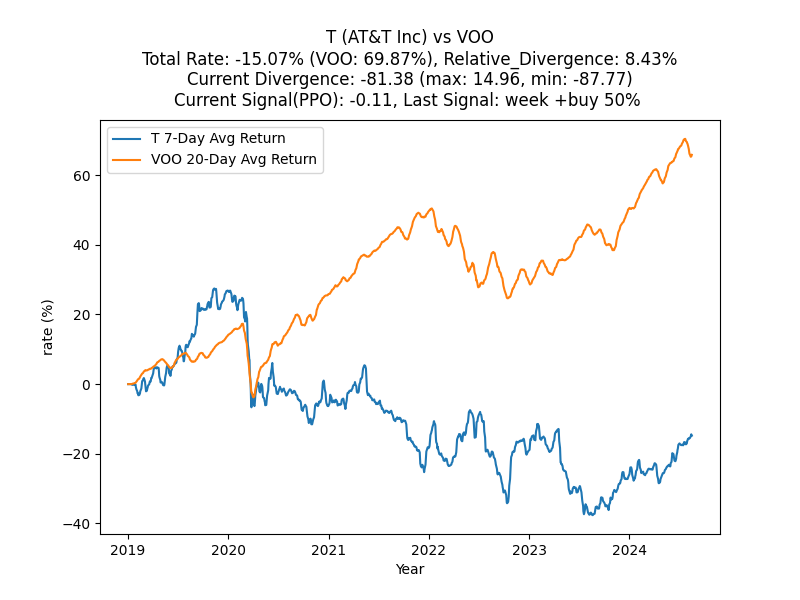 T (AT&T Inc) vs VOO
Total Rate: -15.07% (VOO: 69.87%), Relative_Divergence: 8.43%
Current Divergence: -81.38 (max: 14.96, min: -87.77)
Current Signal(PPO): -0.11, Last Signal: week +buy 50%
T 7-Day Avg Return
VOO 20-Day Avg Return
60
40
20
0
−20
−40
rate (%)
2019 2020 2021 2022 2023 2024
Year